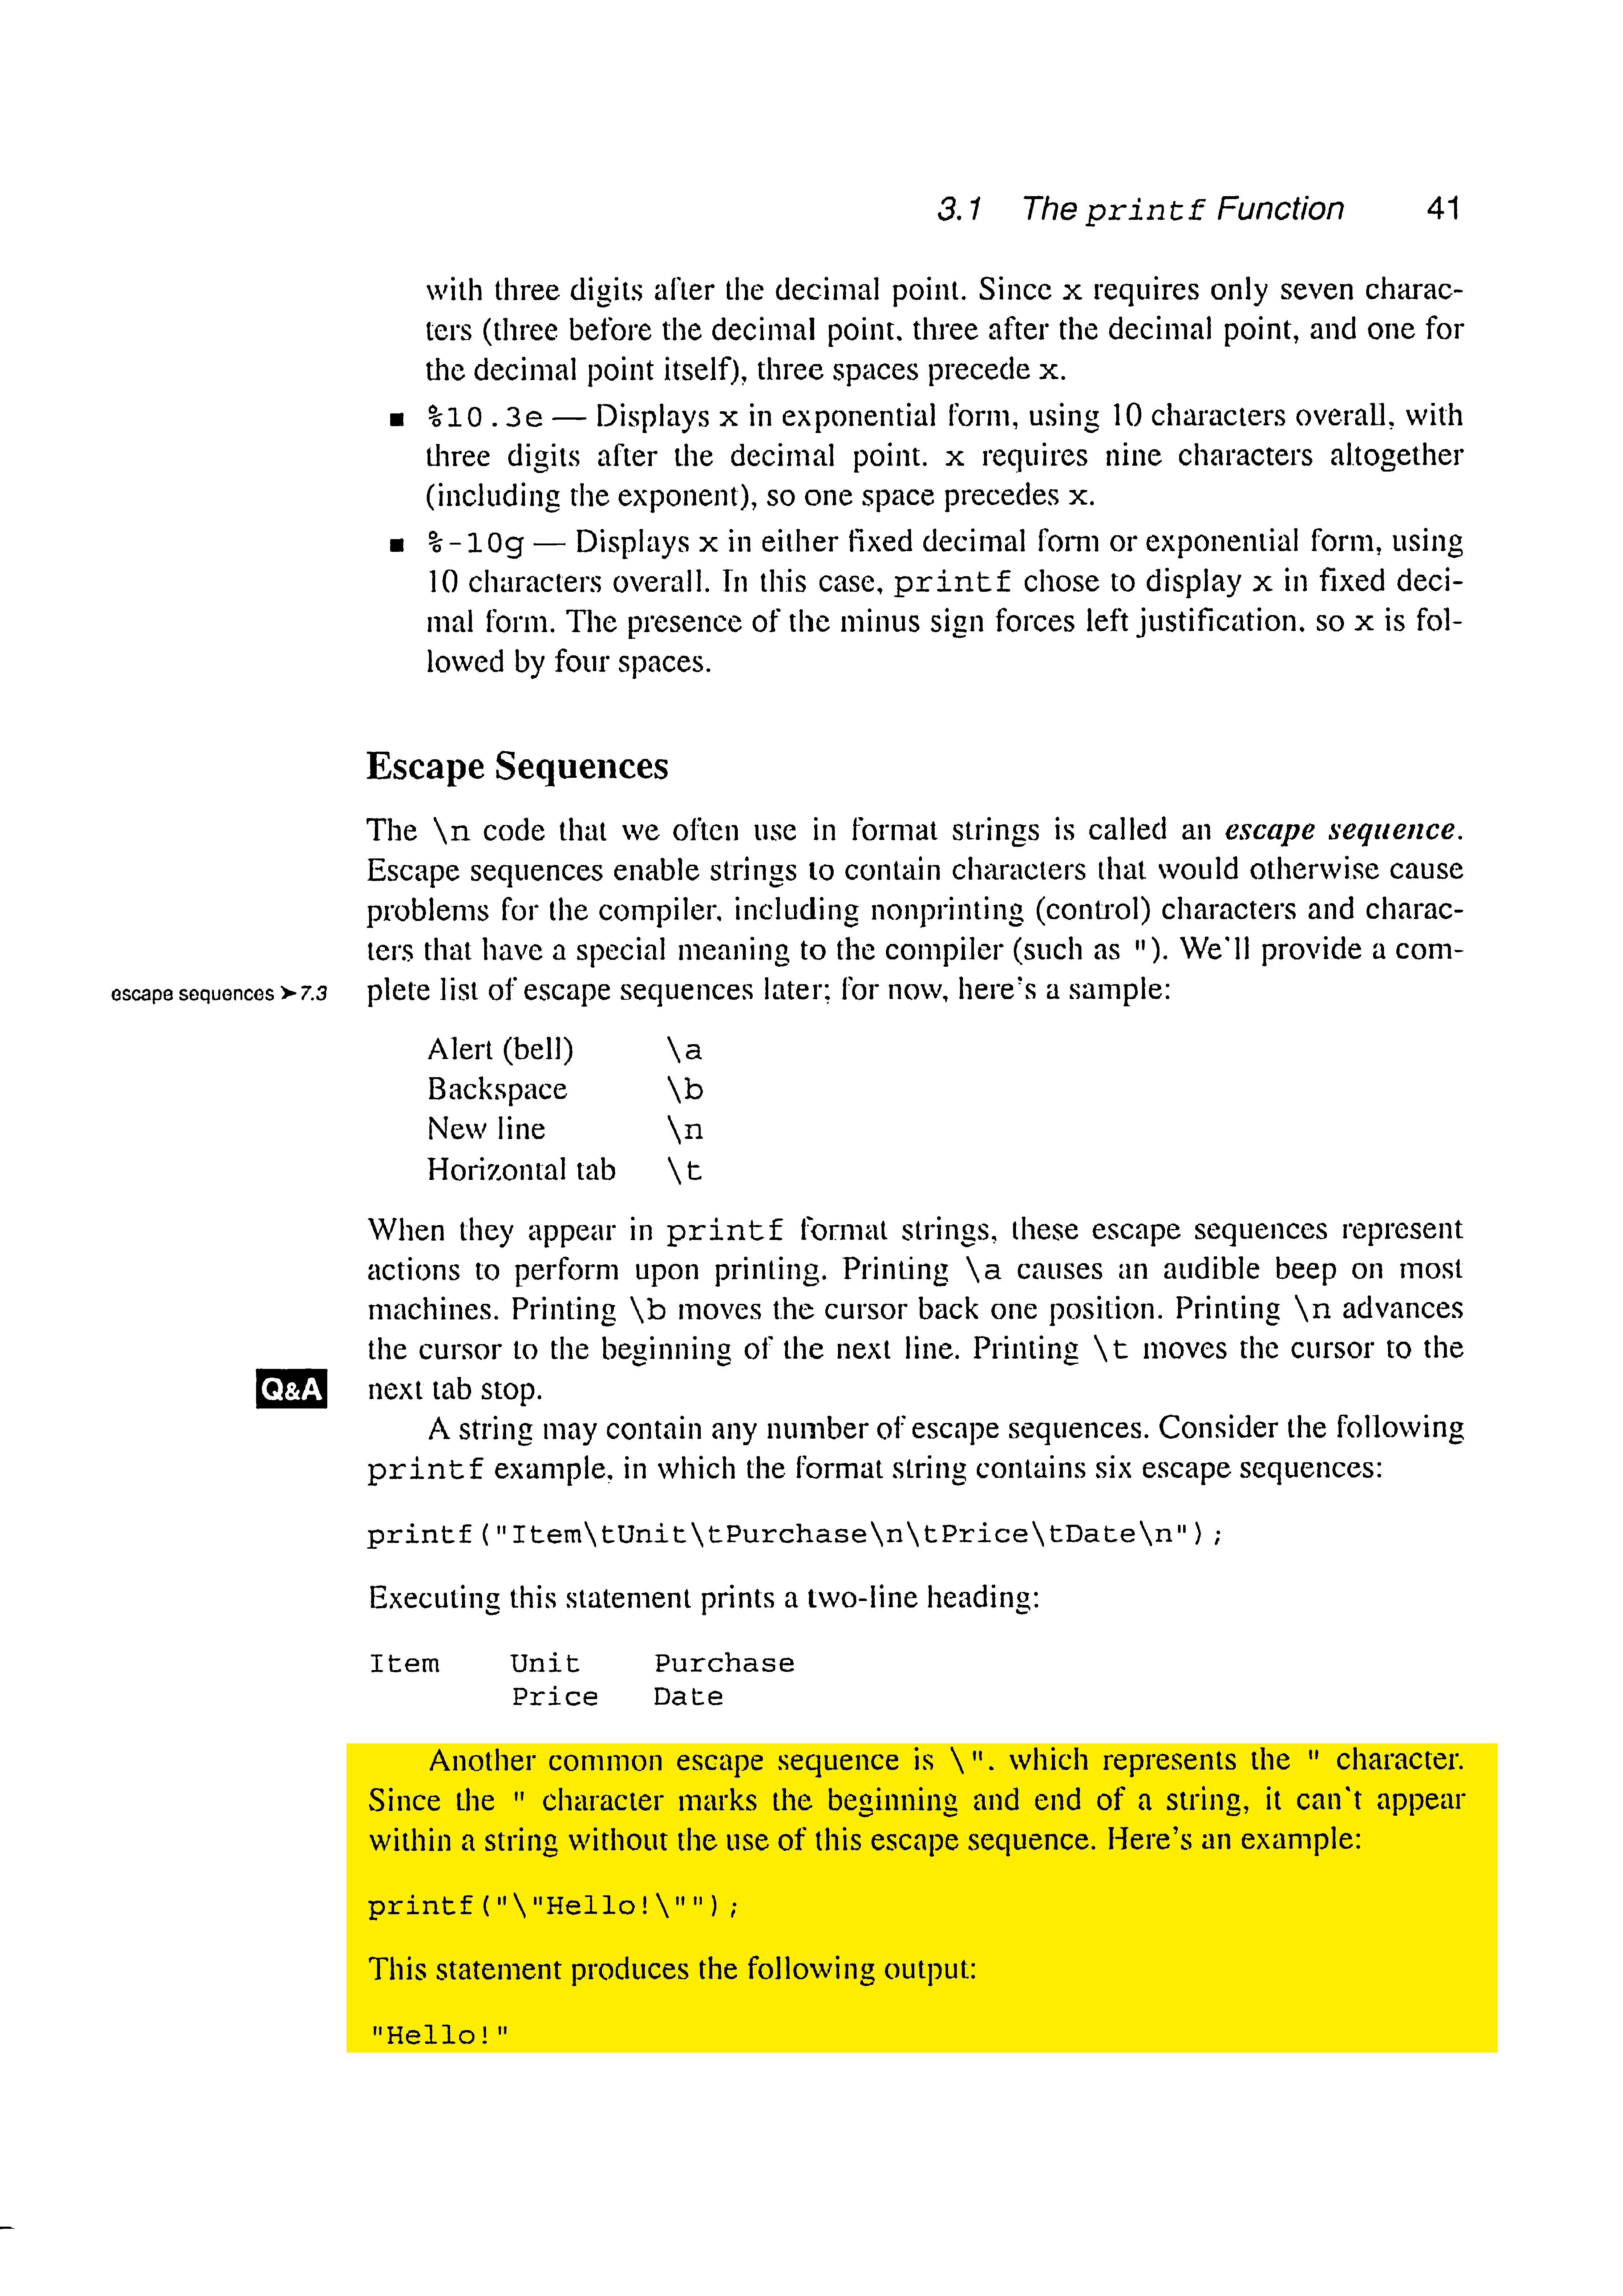 3.1 The printf Function 41
with three digits after the decimal point. Since x requires only seven charac-
ters (three before the decimal point, three after the decimal point, and one for
the decimal point itself), three spaces precede x.
■ %10.3e — Displays x in exponential form, using 10 characters overall, with
three digits after the decimal point. x requires nine characters altogether
(including the exponent), so one space precedes x.
■ %-10g — Displays x in either fixed decimal form or exponential form, using
10 characters overall. In this case, printf chose to display x in fixed deci-
mal form. The presence of the minus sign forces left justification, so x is fol-
lowed by four spaces.
Escape Sequences
The \n code that we often use in format strings is called an escape sequence.
Escape sequences enable strings to contain characters that would otherwise cause
problems for the compiler, including nonprinting (control) characters and charac-
ters that have a special meaning to the compiler (such as "). We'll provide a com-
escape sequences ➤7.3 plete list of escape sequences later; for now, here's a sample:
Alert (bell) \a
Backspace \b
New line \n
Horizontal tab \t
When they appear in printf format strings, these escape sequences represent
actions to perform upon printing. Printing \a causes an audible beep on most
machines. Printing \b moves the cursor back one position. Printing \n advances
the cursor to the beginning of the next line. Printing \t moves the cursor to the
Q&A next tab stop.
A string may contain any number of escape sequences. Consider the following
printf example, in which the format string contains six escape sequences:
printf("Item\tUnit\tPurchase\n\tPrice\tDate\n");
Executing this statement prints a two-line heading:
Item Unit Purchase
Price Date
Another common escape sequence is \", which represents the " character.
Since the " character marks the beginning and end of a string, it can't appear
within a string without the use of this escape sequence. Here's an example:
printf("\"Hello!\"");
This statement produces the following output:
"Hello!"